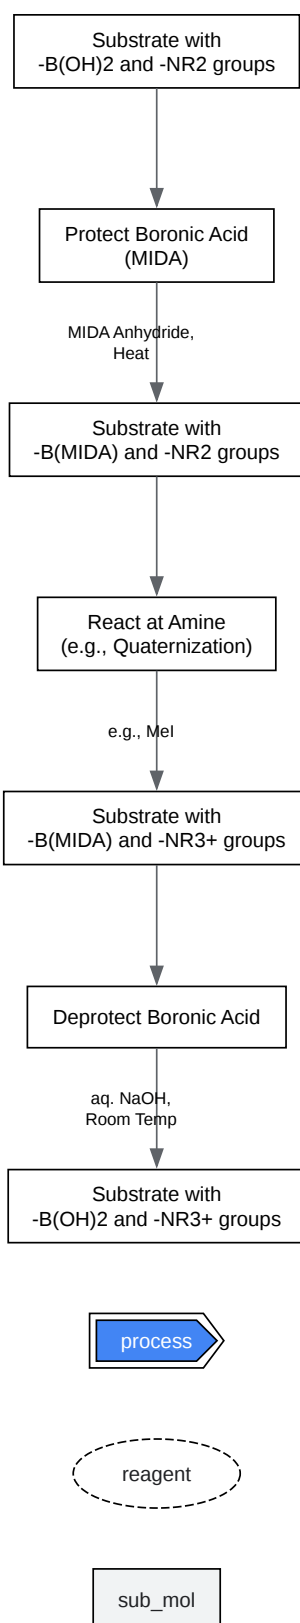 Substrate with
-B(OH)2 and -NR2 groups
Protect Boronic Acid
(MIDA)
MIDA Anhydride,
Heat
Substrate with
-B(MIDA) and -NR2 groups
React at Amine
(e.g., Quaternization)
e.g., MeI
Substrate with
-B(MIDA) and -NR3+ groups
Deprotect Boronic Acid
aq. NaOH,
Room Temp
Substrate with
-B(OH)2 and -NR3+ groups
process
reagent
sub_mol